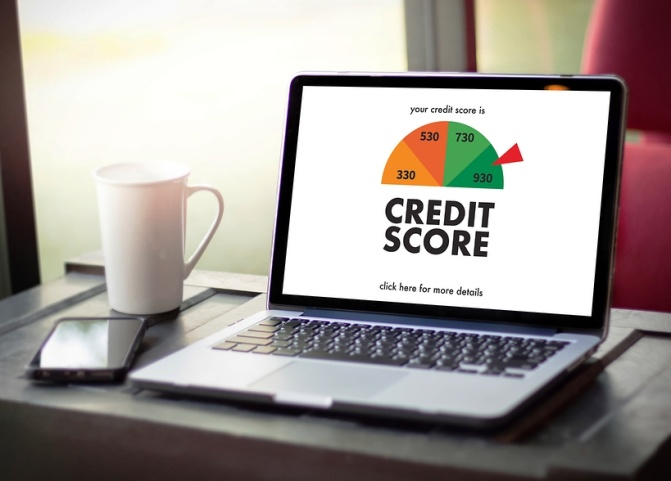 your credit score is
530 730
330 930
CREDIT
SCORE
click here for more details